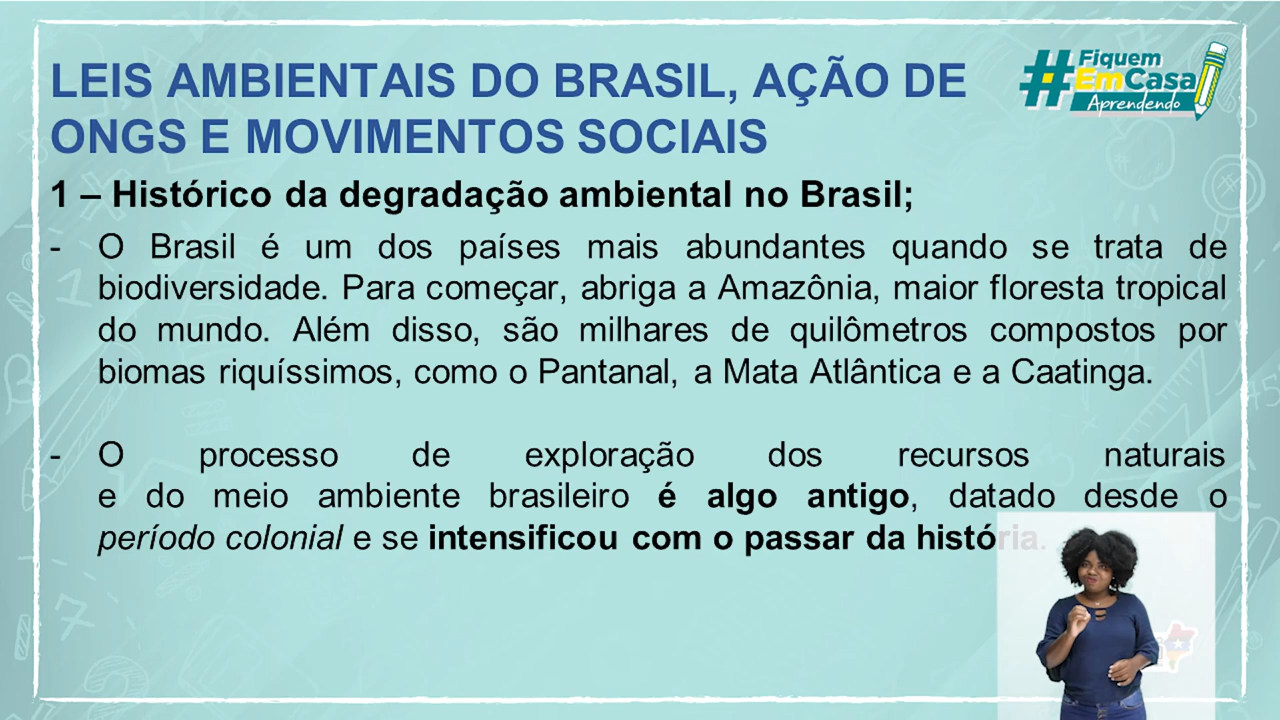 LEIS AMBIENTAIS DO BRASIL, AÇÃO DE
ONGS E MOVIMENTOS SOCIAIS
#Fiquem
EmCasa
Aprendendo
1 – Histórico da degradação ambiental no Brasil;
- O Brasil é um dos países mais abundantes quando se trata de
biodiversidade. Para começar, abriga a Amazônia, maior floresta tropical
do mundo. Além disso, são milhares de quilômetros compostos por
biomas riquíssimos, como o Pantanal, a Mata Atlântica e a Caatinga.
- O processo de exploração dos recursos naturais
e do meio ambiente brasileiro é algo antigo, datado desde o
período colonial e se intensificou com o passar da história.